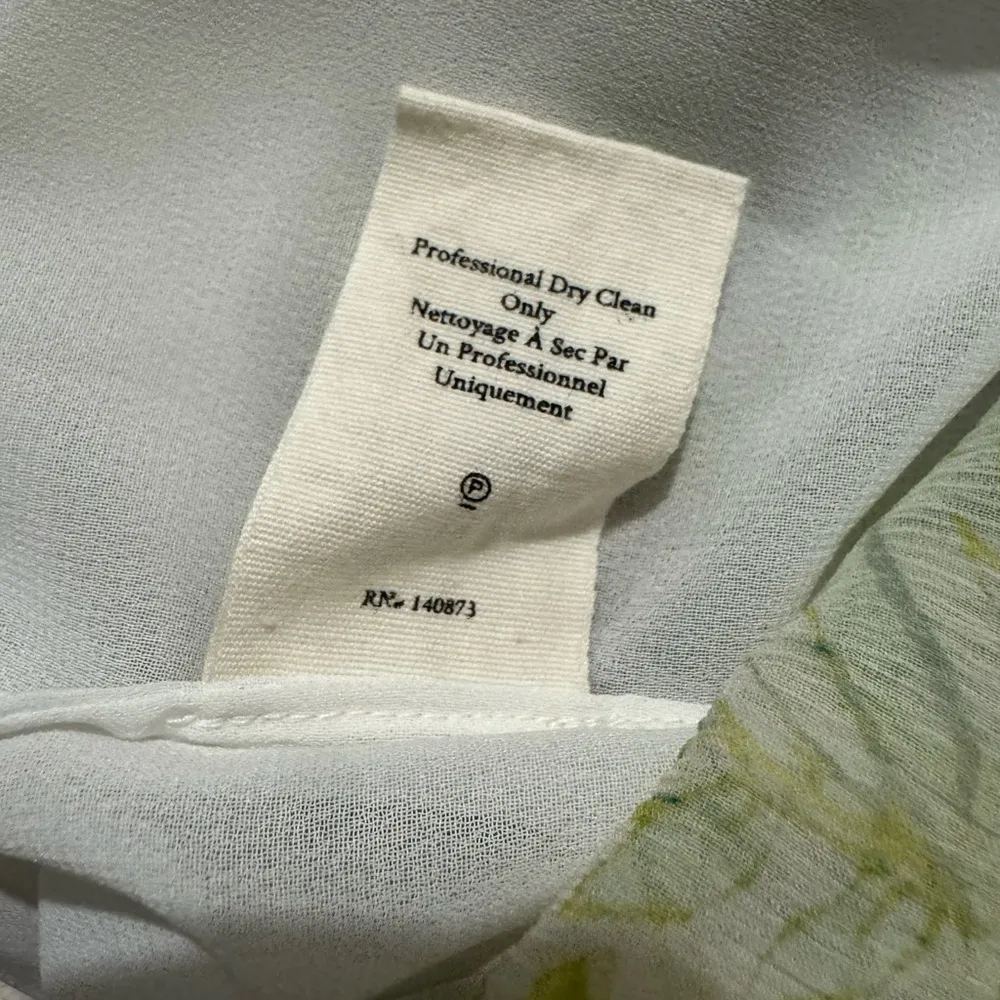 Professional Dry Clean
Only
Nettoyage À Sec Par
Un Professionnel
Uniquement
P
RN# 140873